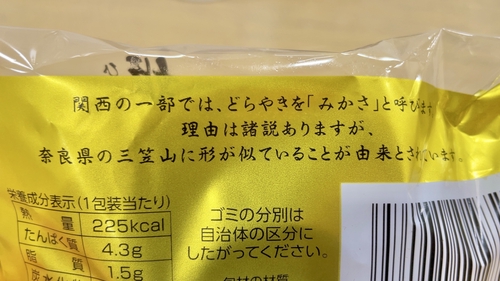 関西の一部では、どらやきを「みかさ」と呼びます。
理由は諸説ありますが、
奈良県の三笠山に形が似ていることが由来とされています。
栄養成分表示(1包装当たり)
熱量 225kcal
たんぱく質 4.3g
脂質 1.5g
ゴミの分別は
自治体の区分に
したがってください。
包材の材質